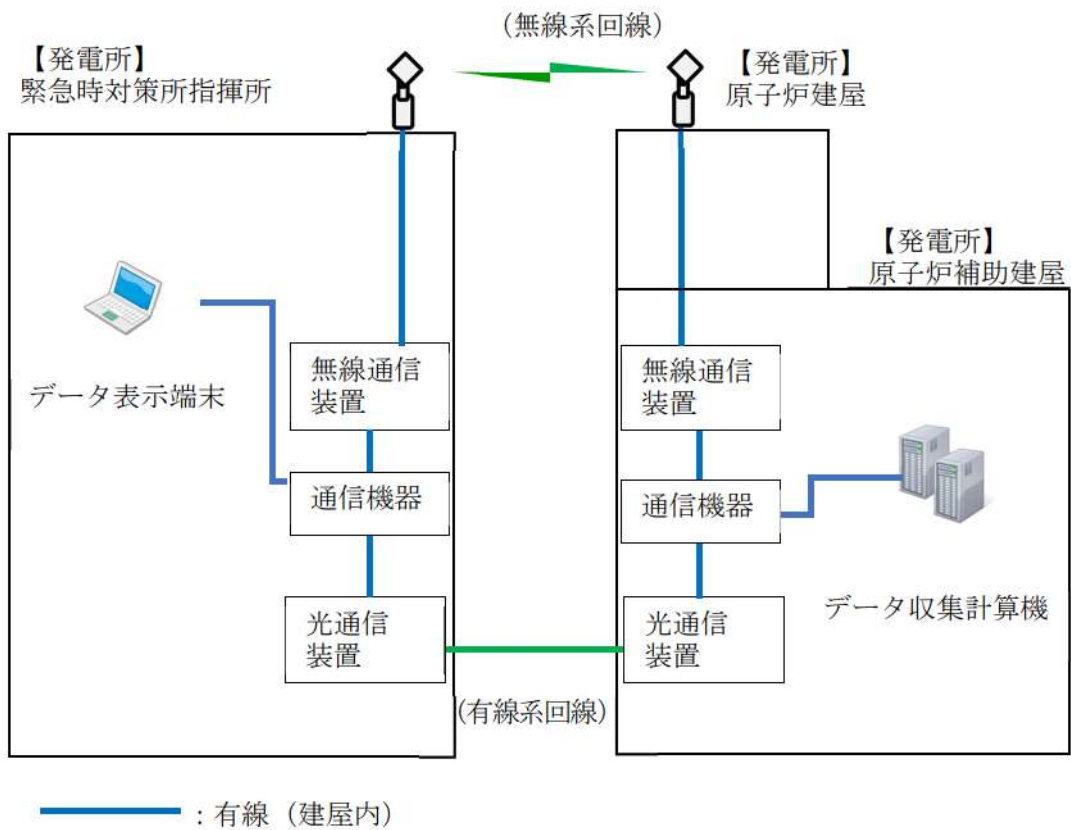 (無線系回線)
【発電所】
緊急時対策所指揮所
【発電所】
原子炉建屋
【発電所】
原子炉補助建屋
データ表示端末
無線通信
装置
通信機器
光通信
装置
無線通信
装置
通信機器
光通信
装置
データ収集計算機
(有線系回線)
：有線（建屋内）